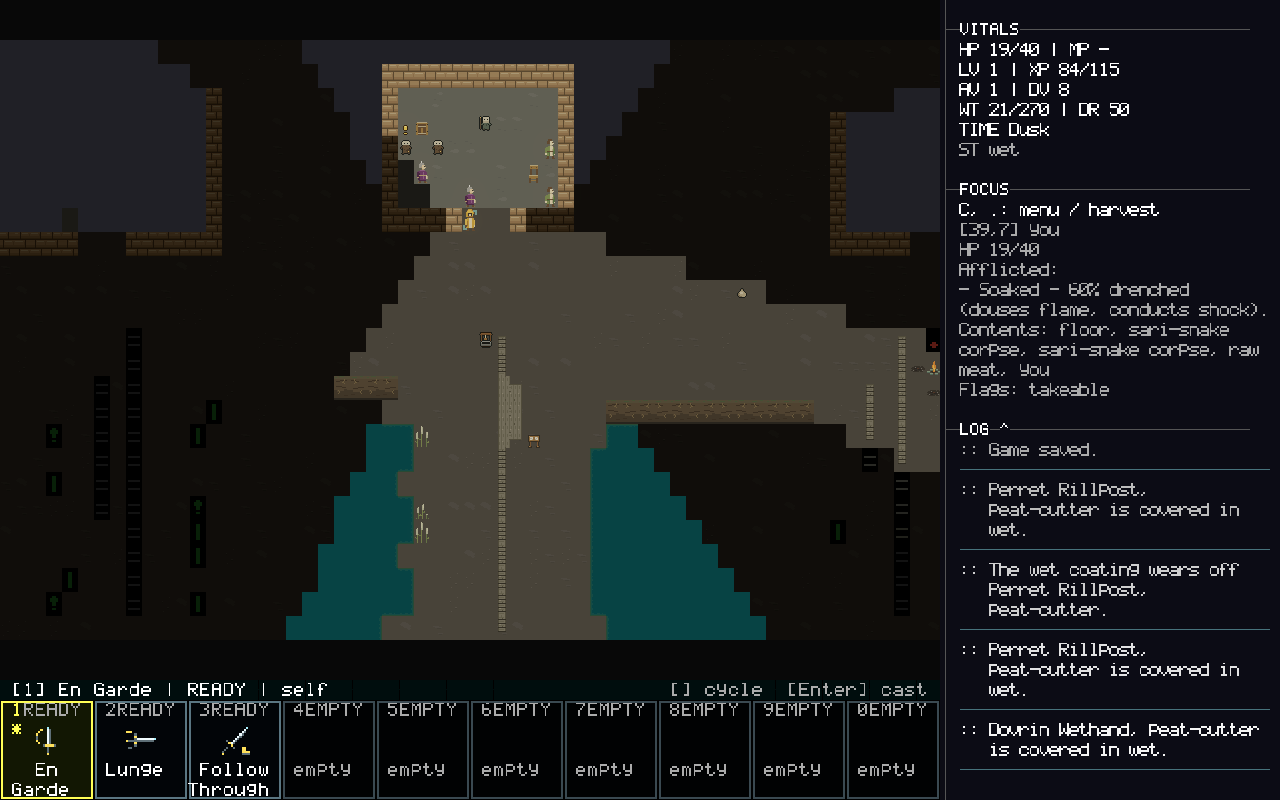 VITALS
HP 19/40 | MP -
LV 1 | XP 84/115
AV 1 | DV 8
WT 21/270 | DR 50
TIME Dusk
ST wet
FOCUS
C, .: menu / harvest
[39,7] You
HP 19/40
Afflicted:
- Soaked - 60% drenched
(douses flame, conducts shock).
Contents: floor, sari-snake
corpse, sari-snake corpse, raw
meat, You
Flags: takeable
LOG ^
:: Game saved.
:: Perret RillPost,
Peat-cutter is covered in
wet.
:: The wet coating wears off
Perret RillPost,
Peat-cutter.
:: Perret RillPost,
Peat-cutter is covered in
wet.
:: Dovrin Wethand, Peat-cutter
is covered in wet.
[1] En Garde | READY | self
[] cycle [Enter] cast
1READY 2READY 3READY 4EMPTY 5EMPTY 6EMPTY 7EMPTY 8EMPTY 9EMPTY 0EMPTY
*
En Lunge Follow empty empty empty empty empty empty empty
Garde Through